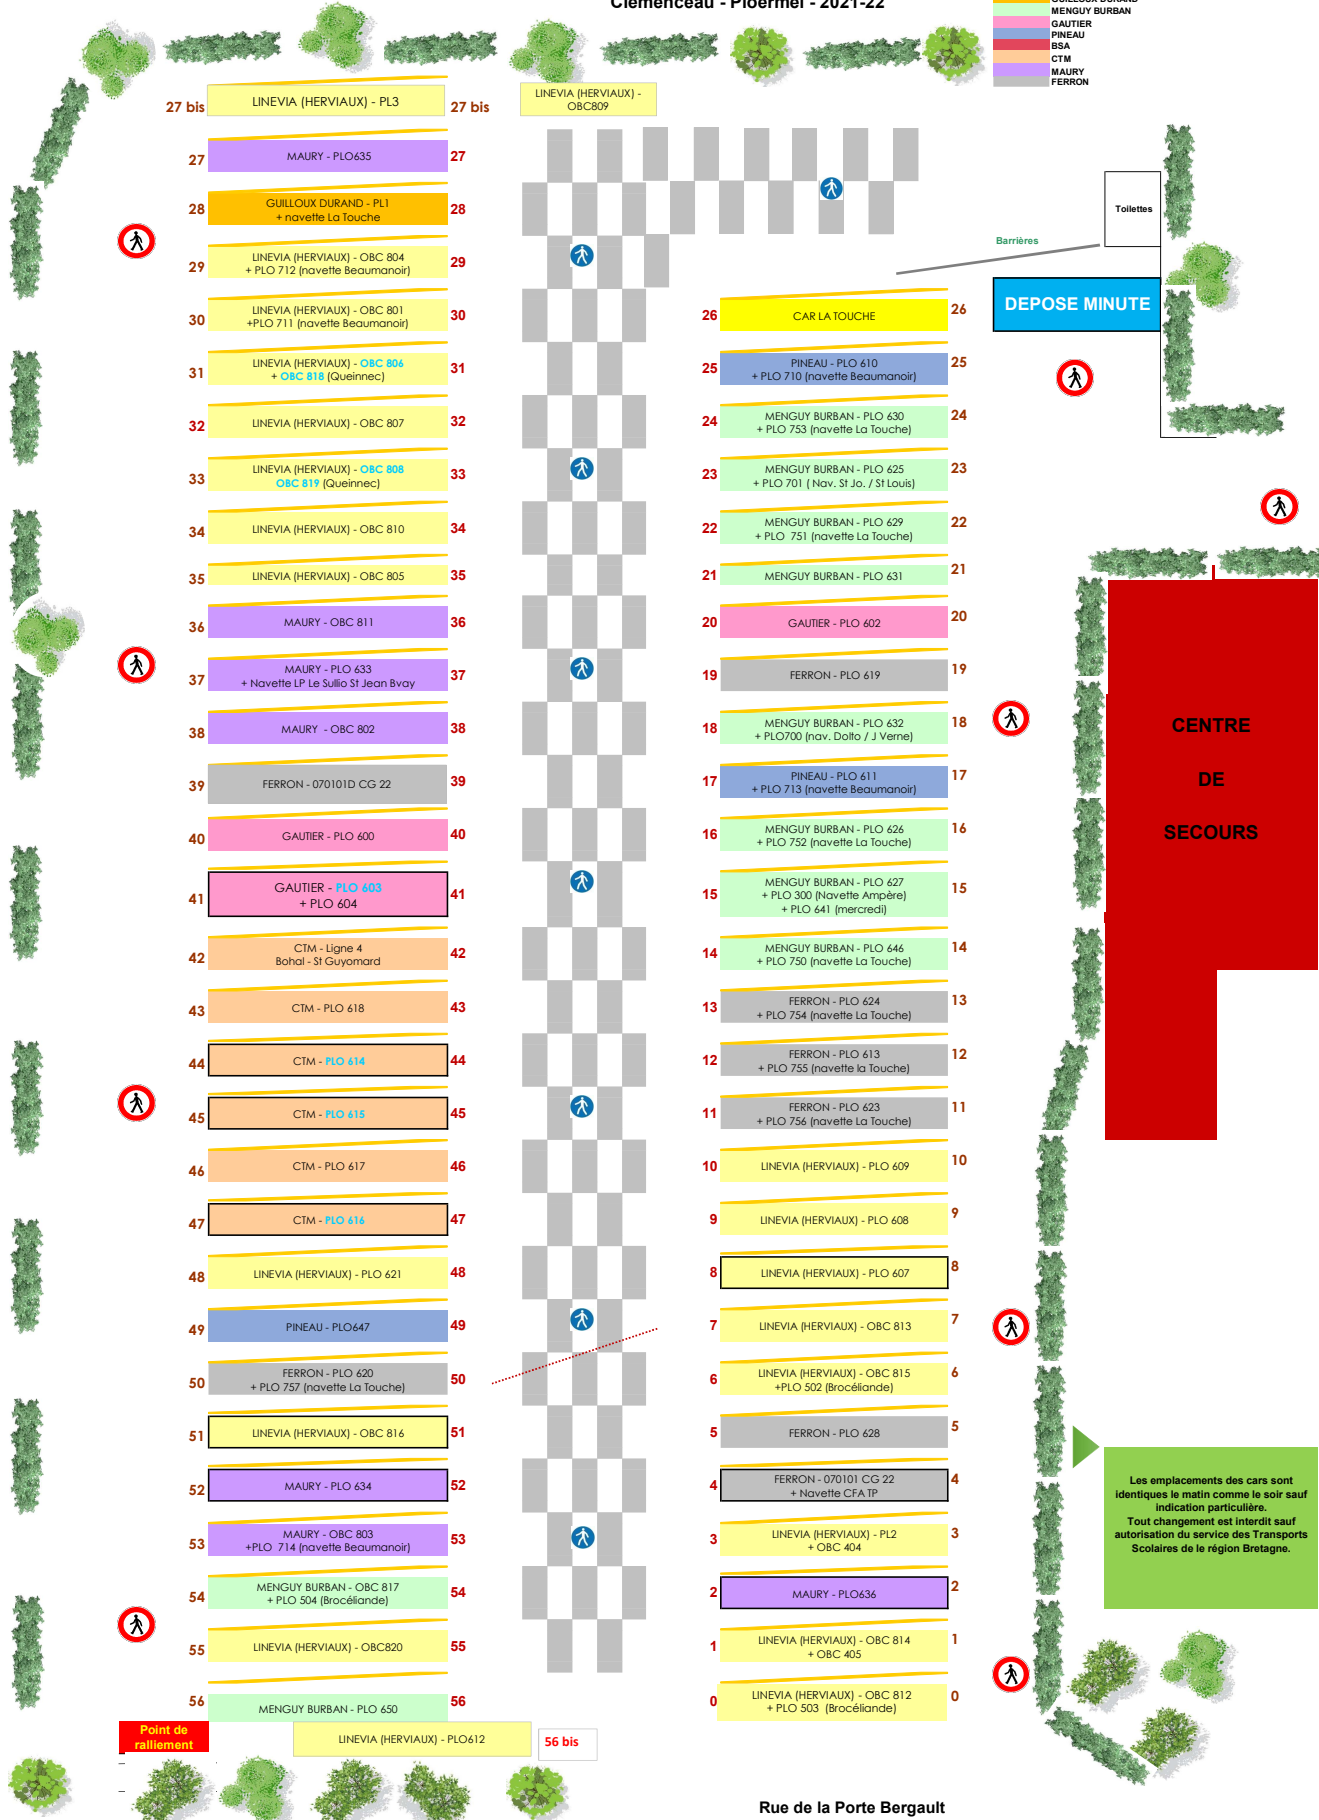 Clemenceau - Ploërmel - 2021-22
GUILLOUX DURAND
MENGUY BURBAN
GAUTIER
PINEAU
BSA
CTM
MAURY
FERRON
27 bis LINEVIA (HERVIAUX) - PL3 27 bis
LINEVIA (HERVIAUX) -
OBC809
27 MAURY - PLO635 27
28 GUILLOUX DURAND - PL1 28
+ navette La Touche
29 LINEVIA (HERVIAUX) - OBC 804 29
+ PLO 712 (navette Beaumanoir)
30 LINEVIA (HERVIAUX) - OBC 801 30
+PLO 711 (navette Beaumanoir)
31 LINEVIA (HERVIAUX) - OBC 806 31
+ OBC 818 (Queinnec)
32 LINEVIA (HERVIAUX) - OBC 807 32
33 LINEVIA (HERVIAUX) - OBC 808 33
OBC 819 (Queinnec)
34 LINEVIA (HERVIAUX) - OBC 810 34
35 LINEVIA (HERVIAUX) - OBC 805 35
36 MAURY - OBC 811 36
37 MAURY - PLO 633 37
+ Navette LP Le Sullio St Jean Bvay
38 MAURY - OBC 802 38
39 FERRON - 070101D CG 22 39
40 GAUTIER - PLO 600 40
41 GAUTIER - PLO 603 41
+ PLO 604
42 CTM - Ligne 4 42
Bohal - St Guyomard
43 CTM - PLO 618 43
44 CTM - PLO 614 44
45 CTM - PLO 615 45
46 CTM - PLO 617 46
47 CTM - PLO 616 47
48 LINEVIA (HERVIAUX) - PLO 621 48
49 PINEAU - PLO647 49
50 FERRON - PLO 620 50
+ PLO 757 (navette La Touche)
51 LINEVIA (HERVIAUX) - OBC 816 51
52 MAURY - PLO 634 52
53 MAURY - OBC 803 53
+PLO 714 (navette Beaumanoir)
54 MENGUY BURBAN - OBC 817 54
+ PLO 504 (Brocéliande)
55 LINEVIA (HERVIAUX) - OBC820 55
56 MENGUY BURBAN - PLO 650 56
Point de
ralliement
LINEVIA (HERVIAUX) - PLO612 56 bis
26 CAR LA TOUCHE 26
25 PINEAU - PLO 610 25
+ PLO 710 (navette Beaumanoir)
24 MENGUY BURBAN - PLO 630 24
+ PLO 753 (navette La Touche)
23 MENGUY BURBAN - PLO 625 23
+ PLO 701 ( Nav. St Jo. / St Louis)
22 MENGUY BURBAN - PLO 629 22
+ PLO 751 (navette La Touche)
21 MENGUY BURBAN - PLO 631 21
20 GAUTIER - PLO 602 20
19 FERRON - PLO 619 19
18 MENGUY BURBAN - PLO 632 18
+ PLO700 (nav. Dolto / J Verne)
17 PINEAU - PLO 611 17
+ PLO 713 (navette Beaumanoir)
16 MENGUY BURBAN - PLO 626 16
+ PLO 752 (navette La Touche)
15 MENGUY BURBAN - PLO 627 15
+ PLO 300 (Navette Ampère)
+ PLO 641 (mercredi)
14 MENGUY BURBAN - PLO 646 14
+ PLO 750 (navette La Touche)
13 FERRON - PLO 624 13
+ PLO 754 (navette La Touche)
12 FERRON - PLO 613 12
+ PLO 755 (navette la Touche)
11 FERRON - PLO 623 11
+ PLO 756 (navette La Touche)
10 LINEVIA (HERVIAUX) - PLO 609 10
9 LINEVIA (HERVIAUX) - PLO 608 9
8 LINEVIA (HERVIAUX) - PLO 607 8
7 LINEVIA (HERVIAUX) - OBC 813 7
6 LINEVIA (HERVIAUX) - OBC 815 6
+PLO 502 (Brocéliande)
5 FERRON - PLO 628 5
4 FERRON - 070101 CG 22 4
+ Navette CFA TP
3 LINEVIA (HERVIAUX) - PL2 3
+ OBC 404
2 MAURY - PLO636 2
1 LINEVIA (HERVIAUX) - OBC 814 1
+ OBC 405
0 LINEVIA (HERVIAUX) - OBC 812 0
+ PLO 503 (Brocéliande)
Toilettes
Barrières
DEPOSE MINUTE
CENTRE
DE
SECOURS
Les emplacements des cars sont
identiques le matin comme le soir sauf
indication particulière.
Tout changement est interdit sauf
autorisation du service des Transports
Scolaires de le région Bretagne.
Rue de la Porte Bergault